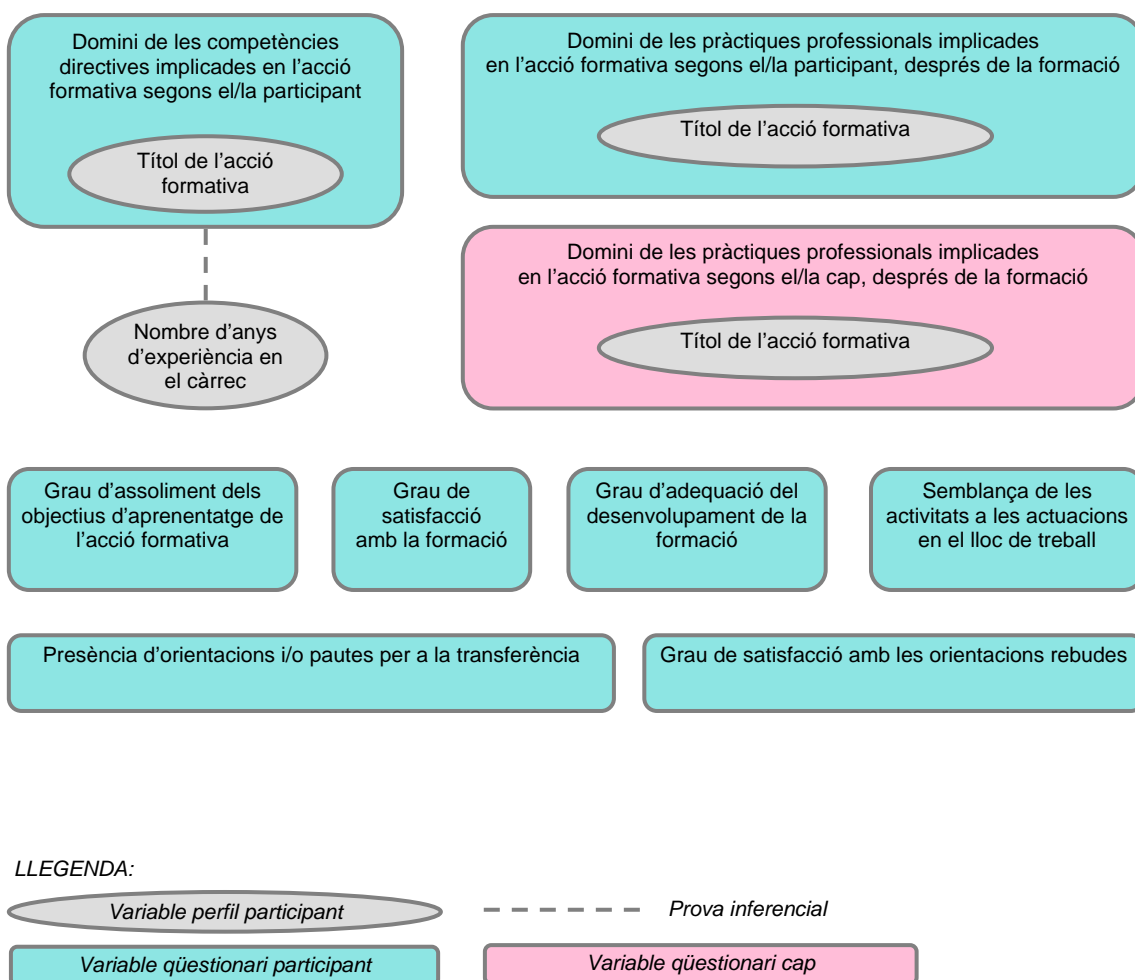 Domini de les competències
directives implicades en l’acció
formativa segons el/la participant
Títol de l’acció
formativa
Nombre d’anys
d’experiència en
el càrrec
Domini de les pràctiques professionals implicades
en l’acció formativa segons el/la participant, després de la formació
Títol de l’acció formativa
Domini de les pràctiques professionals implicades
en l’acció formativa segons el/la cap, després de la formació
Títol de l’acció formativa
Grau d’assoliment dels
objectius d’aprenentatge de
l’acció formativa
Grau de
satisfacció
amb la formació
Grau d’adequació del
desenvolupament de la
formació
Semblança de les
activitats a les actuacions
en el lloc de treball
Presència d’orientacions i/o pautes per a la transferència
Grau de satisfacció amb les orientacions rebudes
LLEGENDA:
Variable perfil participant
Prova inferencial
Variable qüestionari participant
Variable qüestionari cap